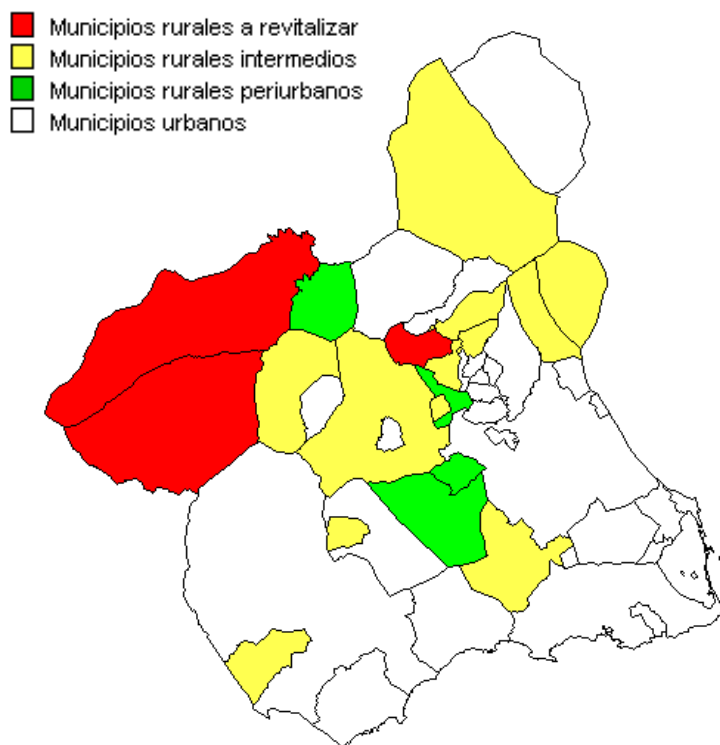 Municipios rurales a revitalizar
Municipios rurales intermedios
Municipios rurales periurbanos
Municipios urbanos